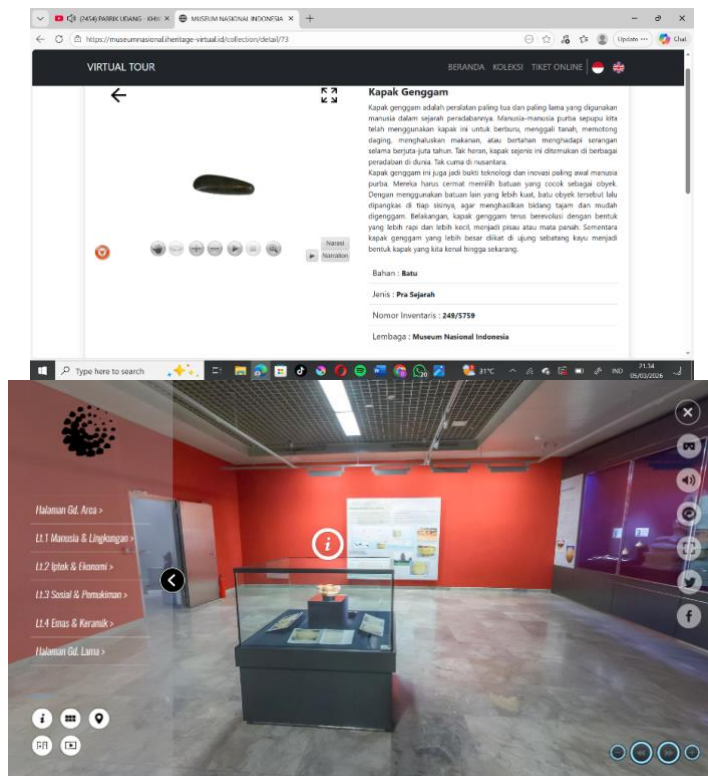 (2454) PABRIK UDANG - KHU
MUSEUM NASIONAL INDONESIA
https://museumnasional.iheritage-virtual.id/collection/detail/73
Update
Chat
VIRTUAL TOUR
BERANDA KOLEKSI TIKET ONLINE
Kapak Genggam
Kapak genggam adalah peralatan paling tua dan paling lama yang digunakan
manusia dalam sejarah peradabannya. Manusia-manusia purba sepupu kita
telah menggunakan kapak ini untuk berburu, menggali tanah, memotong
daging, menghaluskan makanan, atau bertahan menghadapi serangan
selama berjuta-juta tahun. Tak heran, kapak sejenis ini ditemukan di berbagai
peradaban di dunia. Tak cuma di nusantara.
Kapak genggam ini juga jadi bukti teknologi dan inovasi paling awal manusia
purba. Mereka harus cermat memilih batuan yang cocok sebagai obyek.
Dengan menggunakan batuan lain yang lebih kuat, batu obyek tersebut lalu
dipangkas di tiap sisinya, agar menghasilkan bidang tajam dan mudah
digenggam. Belakangan, kapak genggam terus berevolusi dengan bentuk
yang lebih rapi dan lebih kecil, menjadi pisau atau mata panah. Sementara
kapak genggam yang lebih besar diikat di ujung sebatang kayu menjadi
bentuk kapak yang kita kenal hingga sekarang.
Narasi
Narration
Bahan : Batu
Jenis : Pra Sejarah
Nomor Inventaris : 249/5759
Lembaga : Museum Nasional Indonesia
Type here to search
20
31°C
IND
21.34
05/03/2026
Halaman Gd. Arca >
Lt.1 Manusia & Lingkungan >
Lt.2 Iptek & Ekonomi >
Lt.3 Sosial & Pemukiman >
Lt.4 Emas & Keramik >
Halaman Gd. Lama >